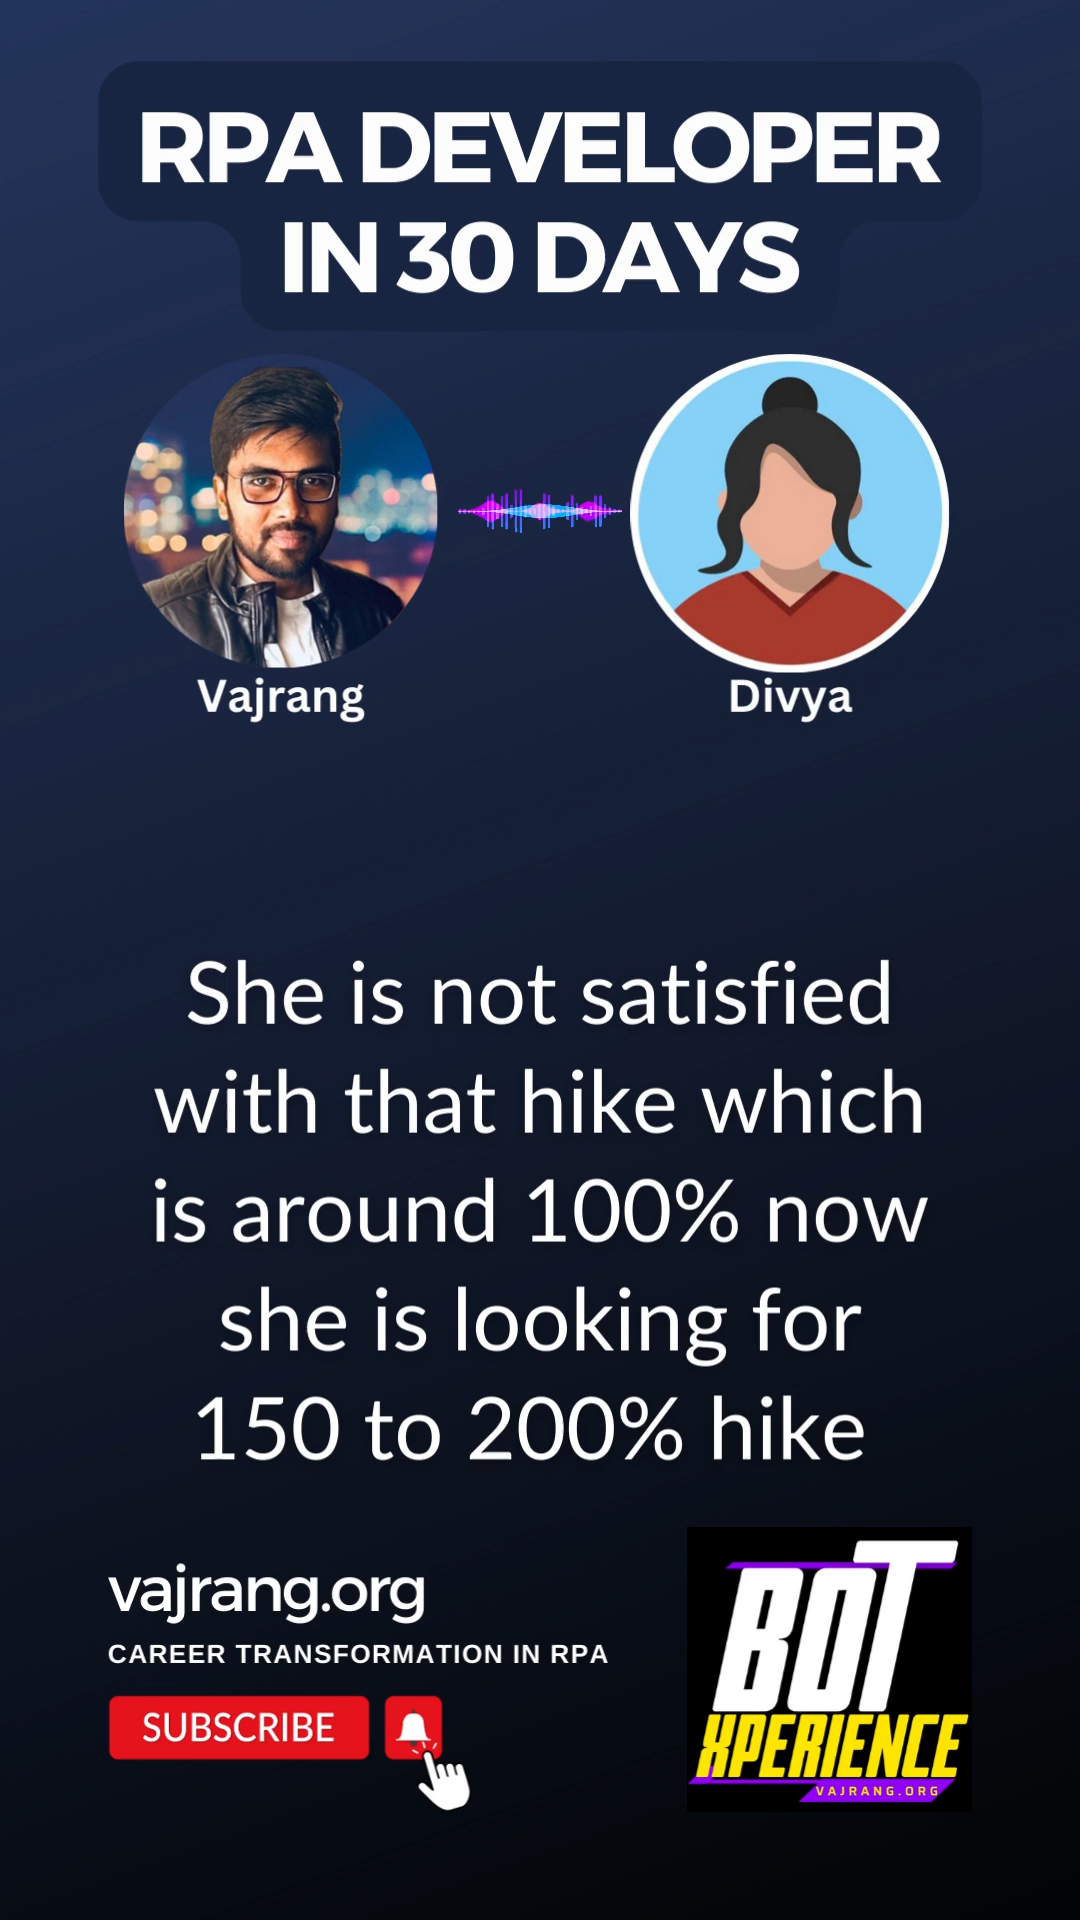 RPA DEVELOPER
IN 30 DAYS
Vajrang
Divya
She is not satisfied
with that hike which
is around 100% now
she is looking for
150 to 200% hike
vajrang.org
CAREER TRANSFORMATION IN RPA
SUBSCRIBE
BOT
XPERIENCE
VAJRANG.ORG